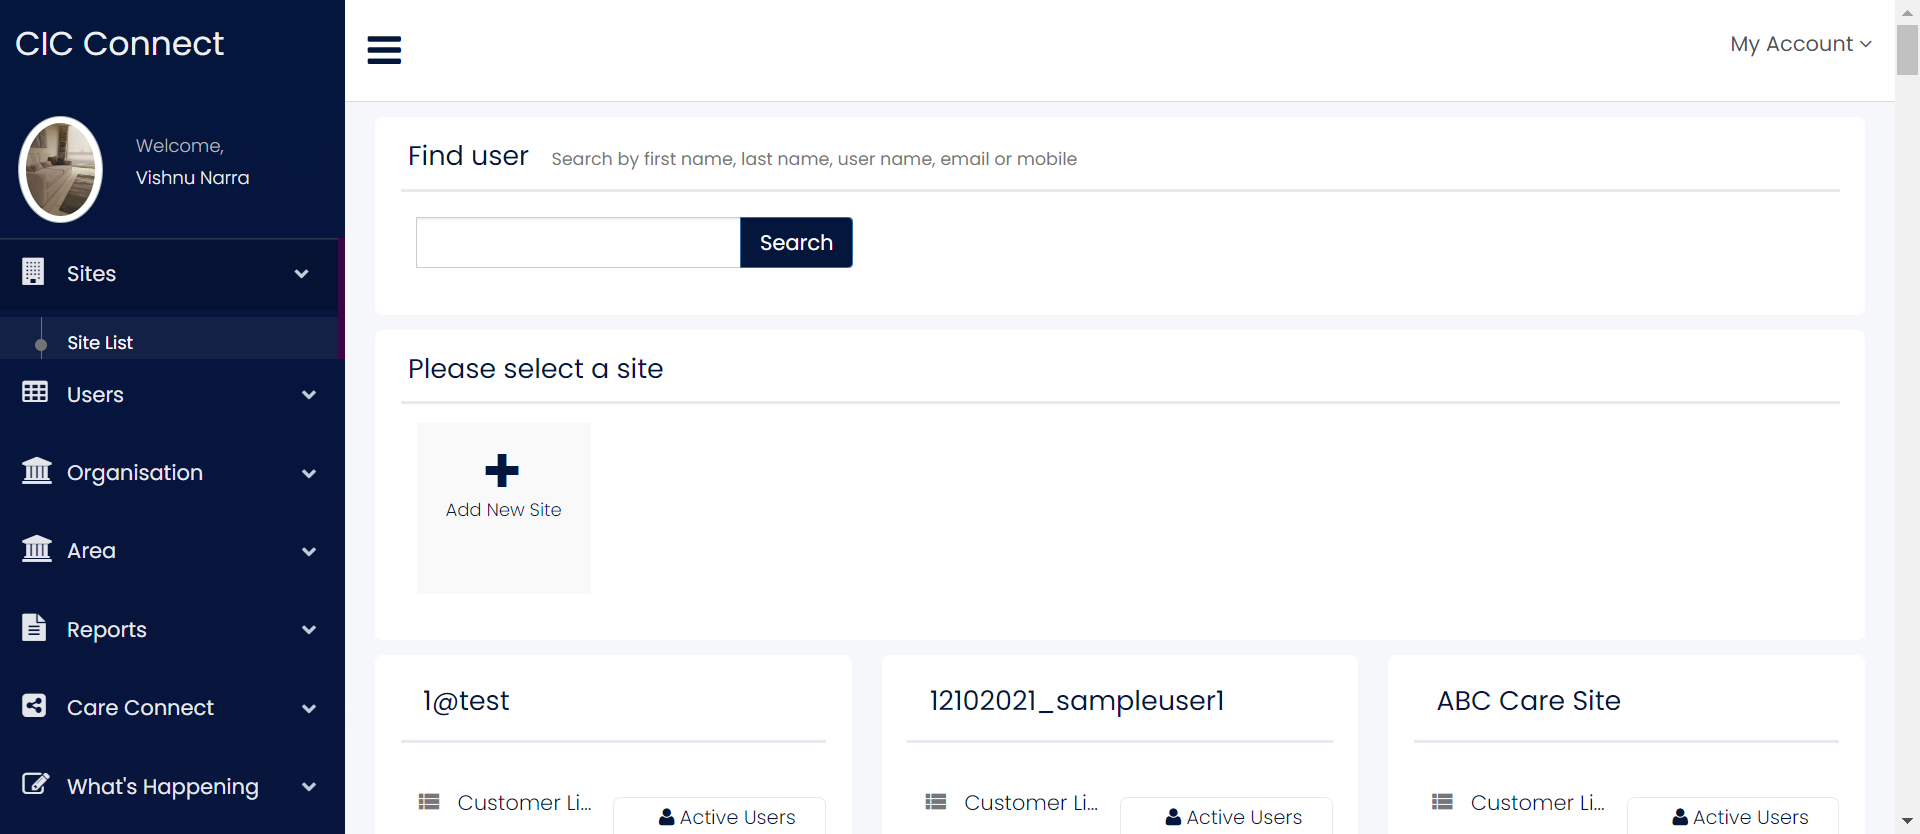 CIC Connect
My Account
Welcome,
Vishnu Narra
Find user Search by first name, last name, user name, email or mobile
Search
Sites
Site List
Users
Organisation
Area
Reports
Care Connect
What's Happening
Please select a site
Add New Site
1@test
Customer Li...
Active Users
12102021_sampleuser1
Customer Li...
Active Users
ABC Care Site
Customer Li...
Active Users